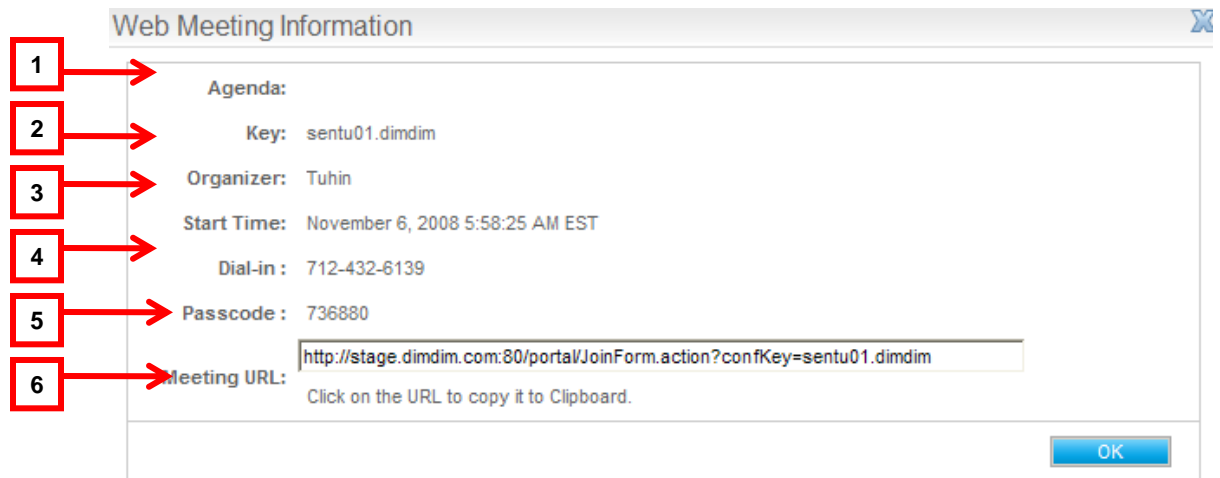 Web Meeting Information X
1
Agenda:
2
Key: sentu01.dimdim
3
Organizer: Tuhin
Start Time: November 6, 2008 5:58:25 AM EST
4
Dial-in : 712-432-6139
5
Passcode : 736880
http://stage.dimdim.com:80/portal/JoinForm.action?confKey=sentu01.dimdim
6
Meeting URL:
Click on the URL to copy it to Clipboard.
OK